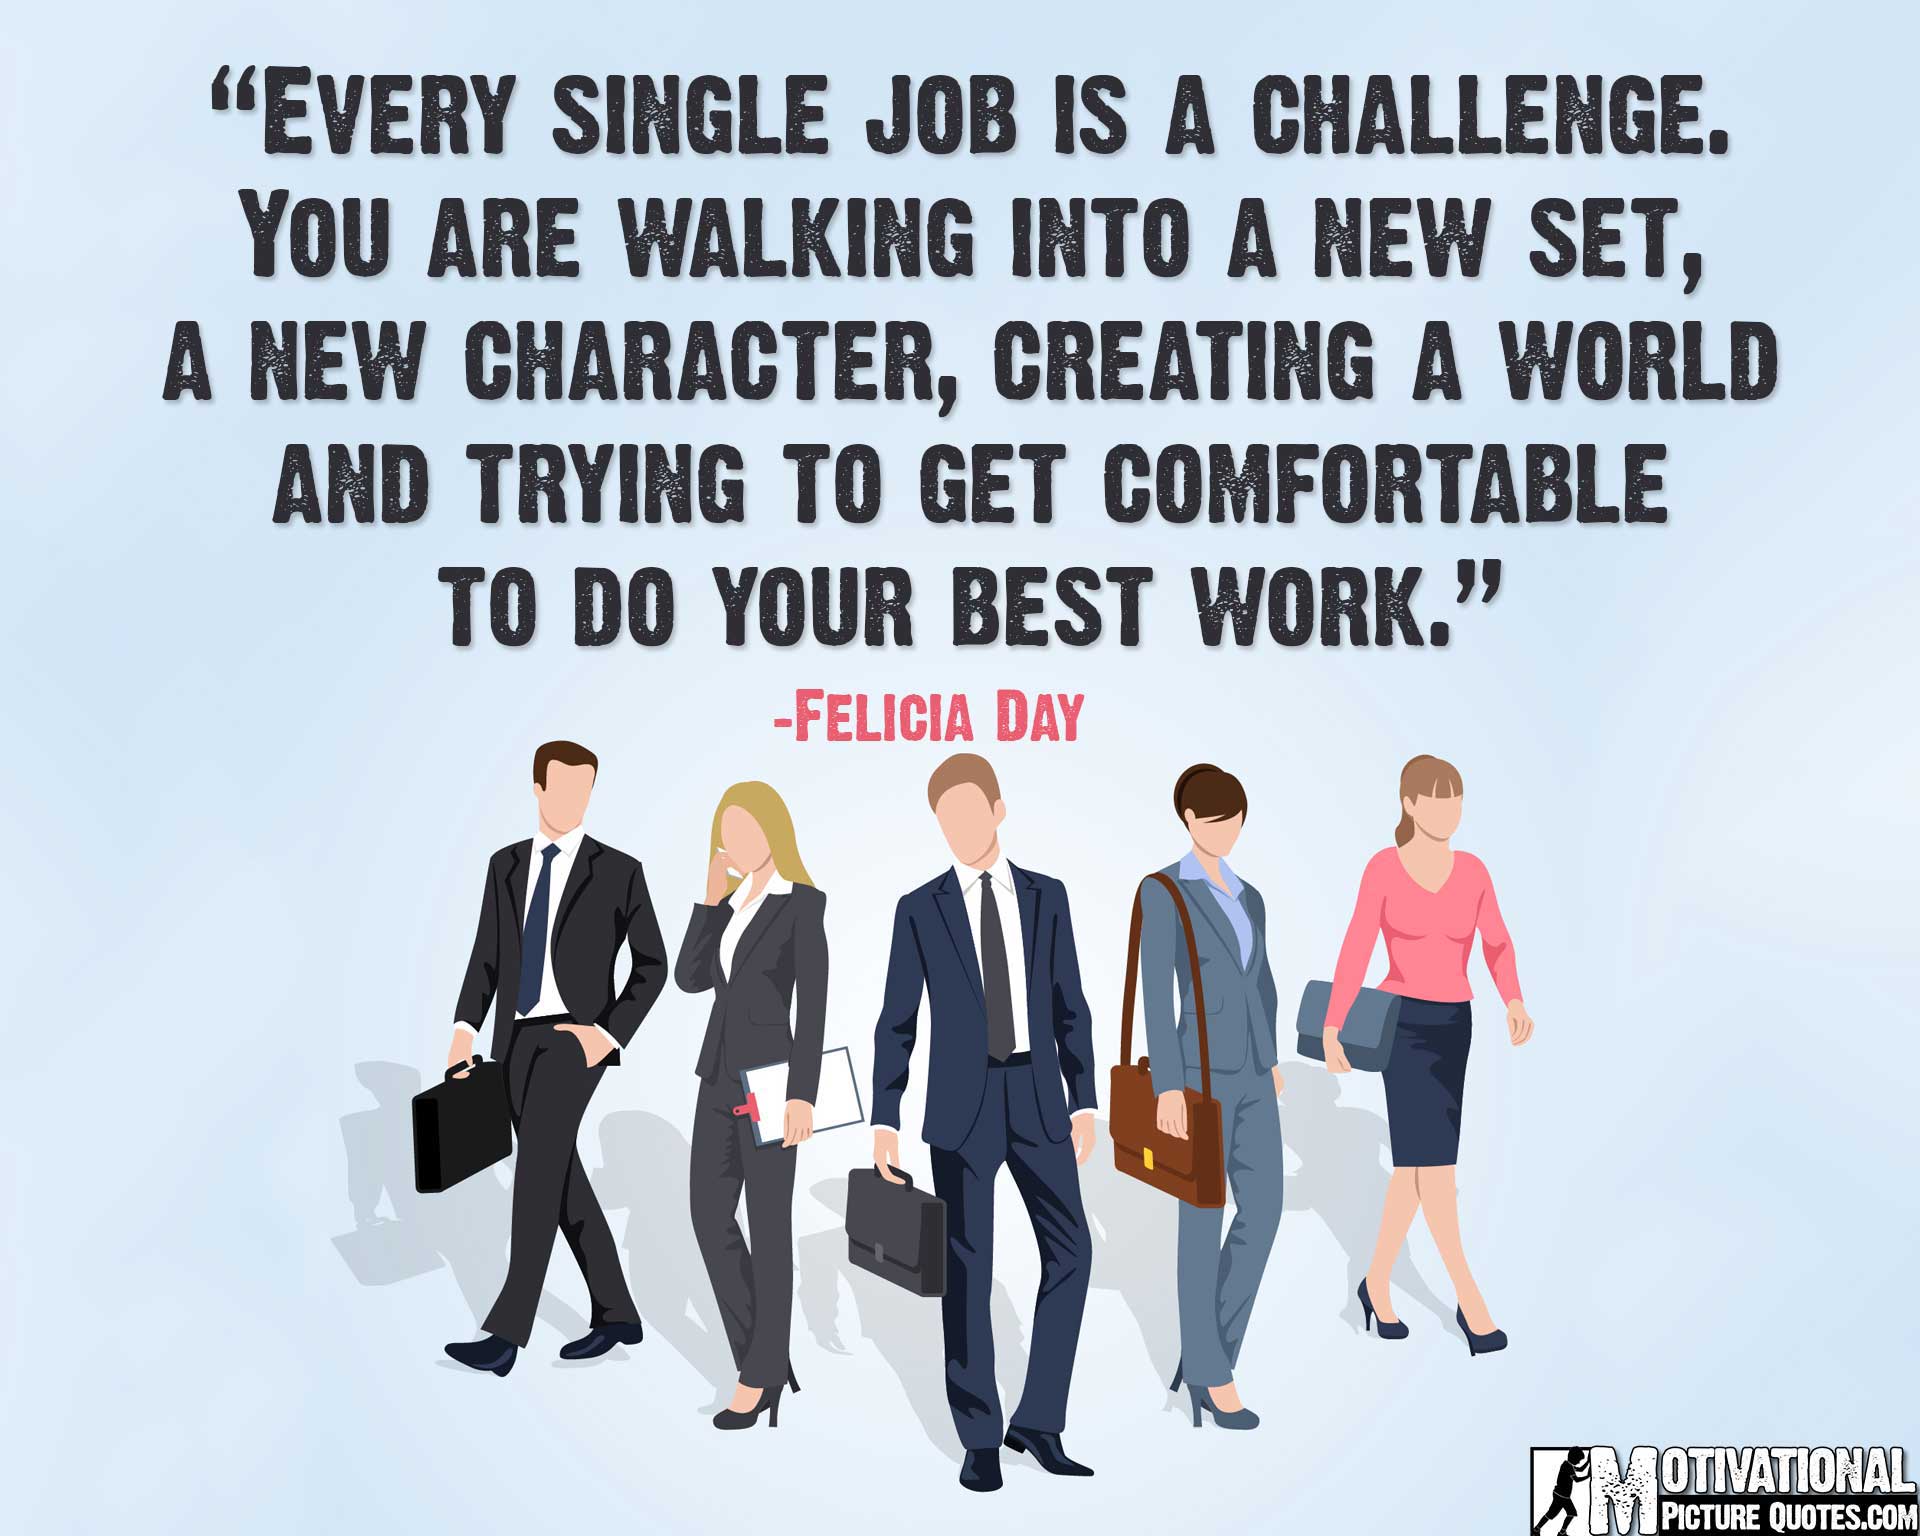 “Every single job is a challenge.
You are walking into a new set,
a new character, creating a world
and trying to get comfortable
to do your best work.”
-Felicia Day
Motivational
Picture Quotes.com